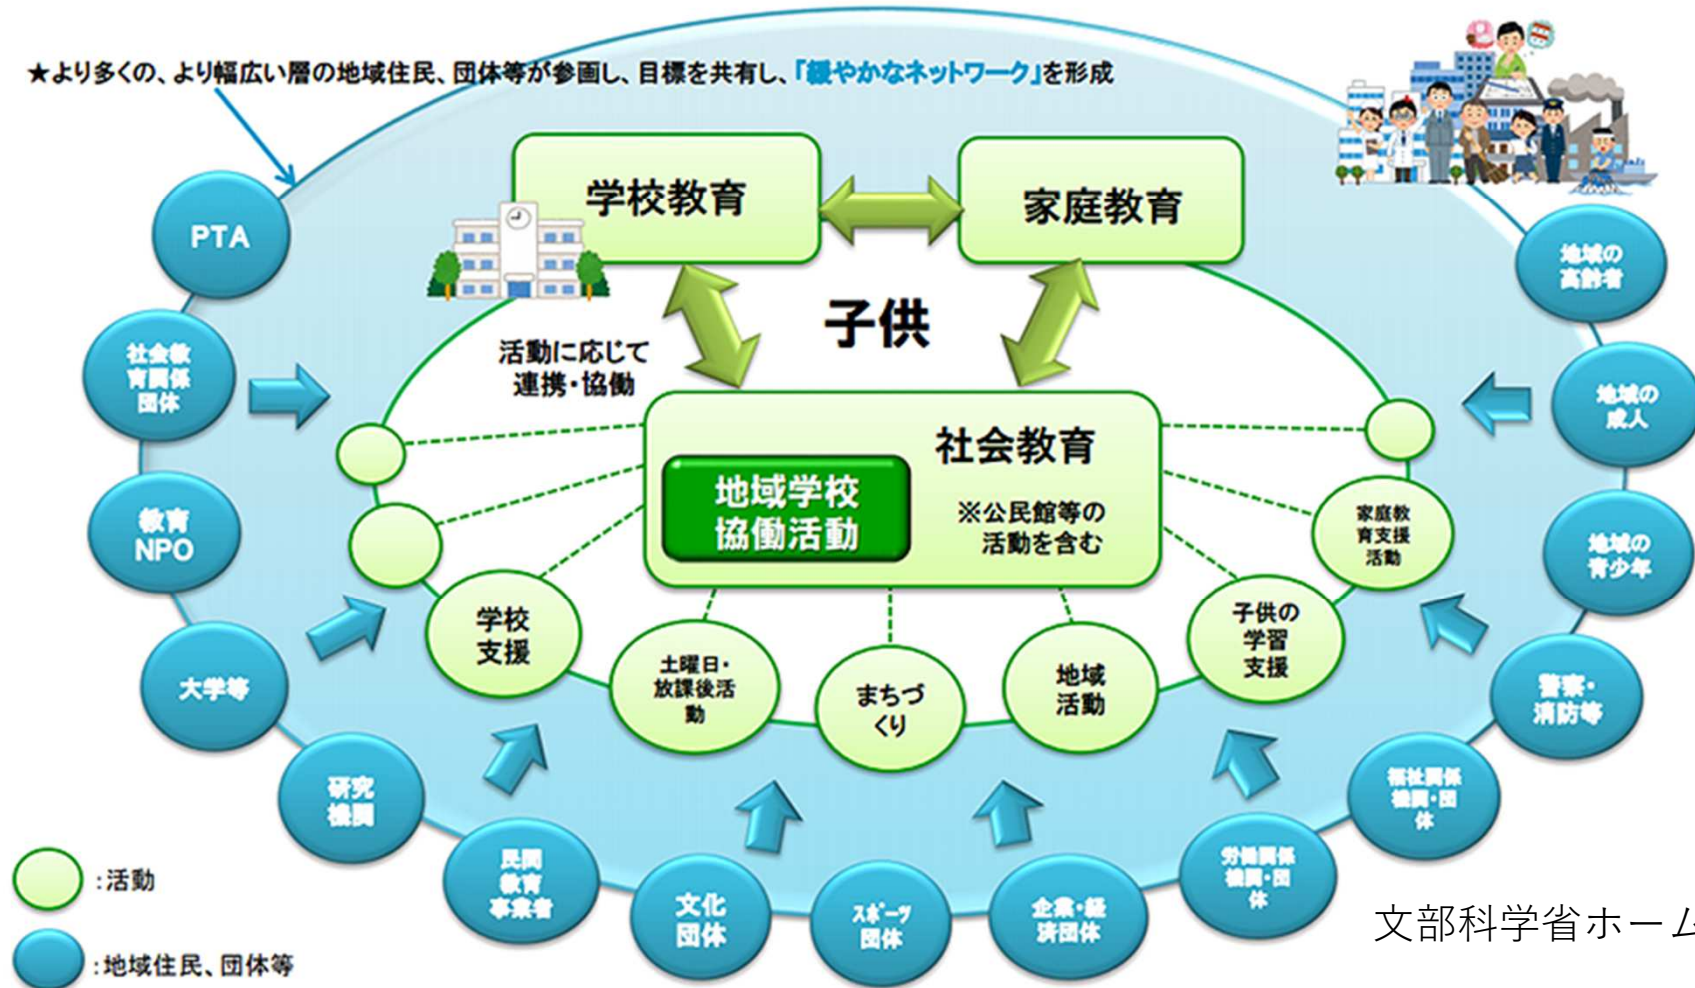 ★より多くの、より幅広い層の地域住民、団体等が参画し、目標を共有し、「緩やかなネットワーク」を形成
学校教育
家庭教育
子供
活動に応じて
連携・協働
社会教育
地域学校
協働活動
※公民館等の
活動を含む
PTA
社会教
育関係
団体
教育
NPO
大学等
研究
機関
民間
教育
事業者
文化
団体
スポーツ
団体
企業・経
済団体
労働関係
機関・団
体
福祉関係
機関・団
体
警察・
消防等
地域の
青少年
地域の
成人
地域の
高齢者
学校
支援
土曜日・
放課後活
動
まちづ
くり
地域
活動
子供の
学習
支援
家庭教
育支援
活動
:活動
:地域住民、団体等
文部科学省ホーム